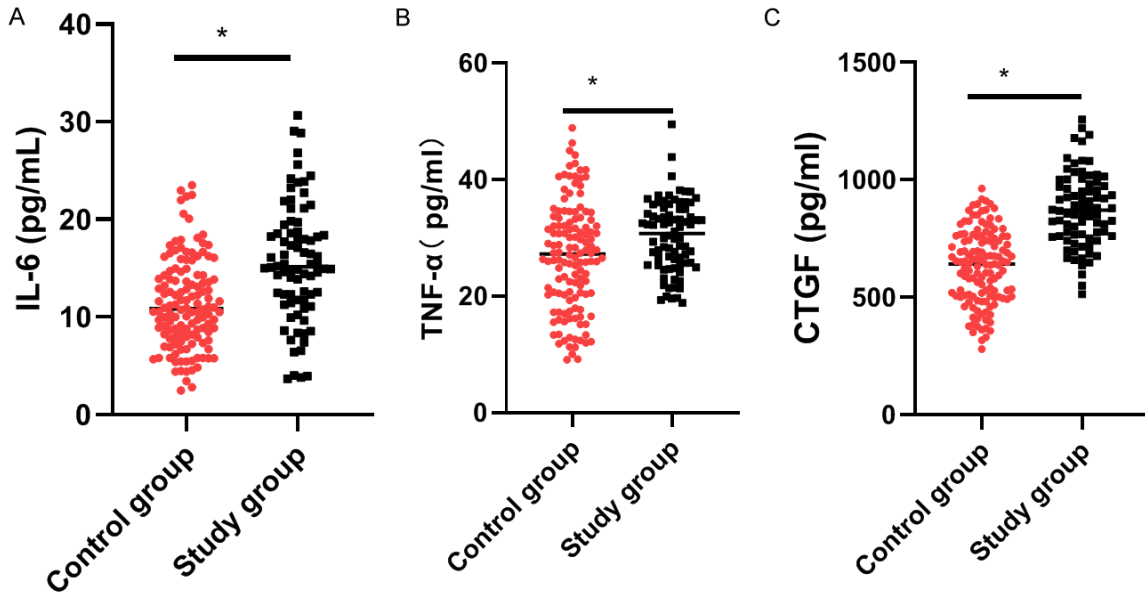 A
IL-6 (pg/mL)
40
30
20
10
0
*
Control group
Study group
B
TNF-α( pg/ml)
60
40
20
0
*
Control group
Study group
C
CTGF (pg/ml)
1500
1000
500
0
*
Control group
Study group